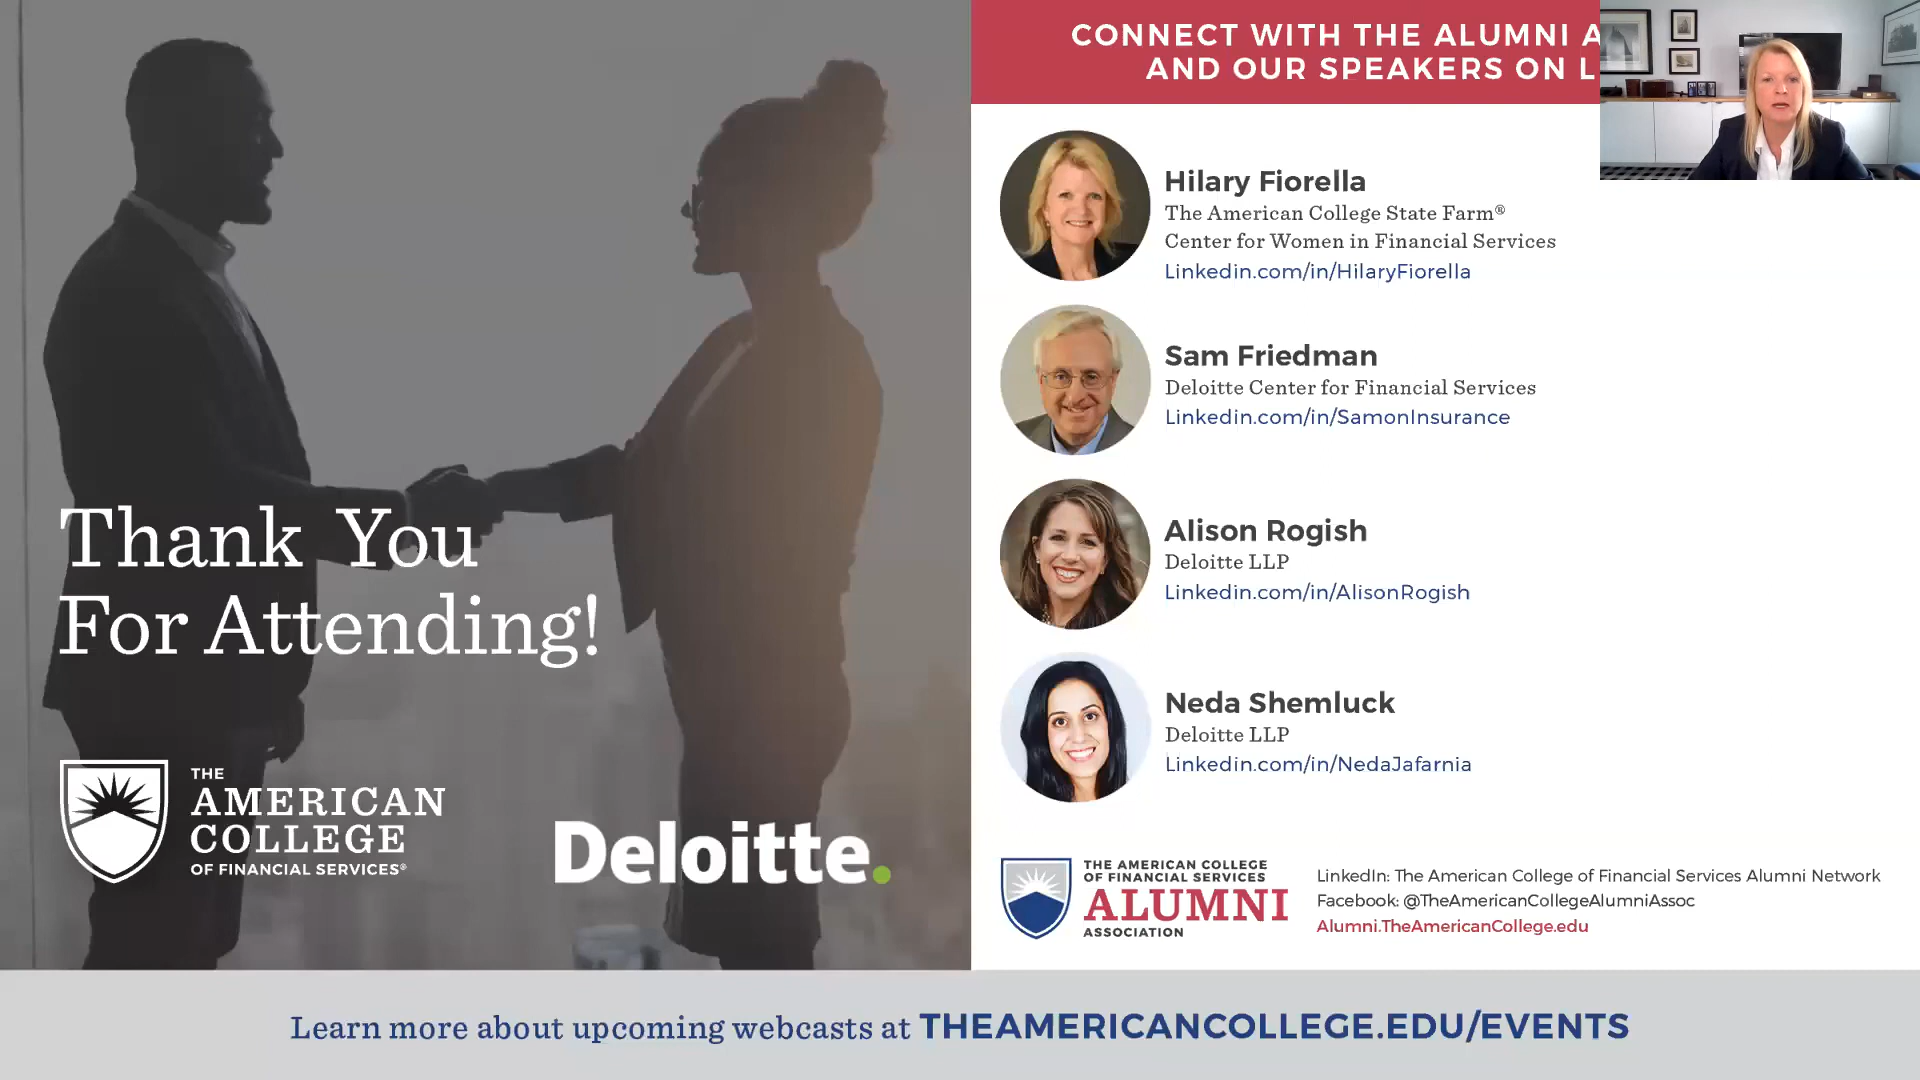 Thank You
For Attending!
THE
AMERICAN
COLLEGE
OF FINANCIAL SERVICES®
Deloitte.
CONNECT WITH THE ALUMNI
AND OUR SPEAKERS ON
Hilary Fiorella
The American College State Farm®
Center for Women in Financial Services
Linkedin.com/in/HilaryFiorella
Sam Friedman
Deloitte Center for Financial Services
Linkedin.com/in/SamonInsurance
Alison Rogish
Deloitte LLP
Linkedin.com/in/AlisonRogish
Neda Shemluck
Deloitte LLP
Linkedin.com/in/NedaJafarnia
THE AMERICAN COLLEGE
OF FINANCIAL SERVICES
ALUMNI
ASSOCIATION
LinkedIn: The American College of Financial Services Alumni Network
Facebook: @TheAmericanCollegeAlumniAssoc
Alumni.TheAmericanCollege.edu
Learn more about upcoming webcasts at THEAMERICANCOLLEGE.EDU/EVENTS